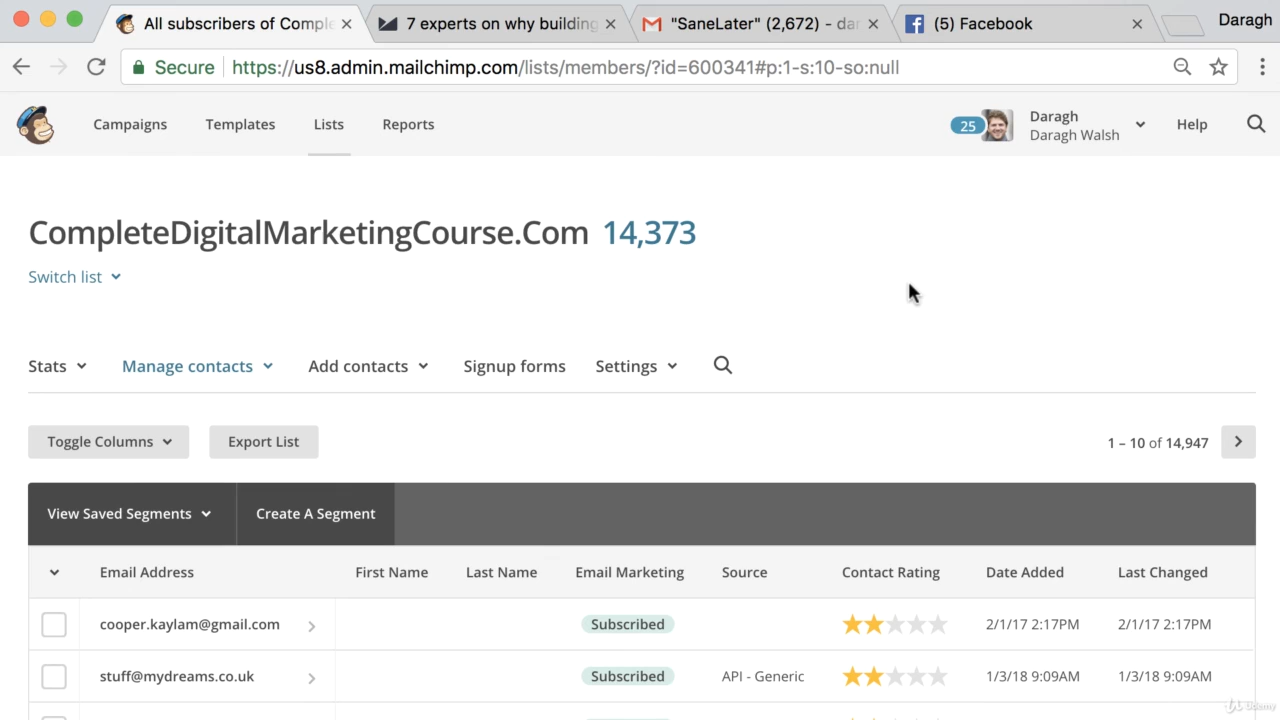 All subscribers of Comple
7 experts on why building
"SaneLater" (2,672) - dar
(5) Facebook
Daragh
Secure
https://us8.admin.mailchimp.com/lists/members/?id=600341#p:1-s:10-so:null
Campaigns
Templates
Lists
Reports
25
Daragh
Daragh Walsh
Help
CompleteDigitalMarketingCourse.Com 14,373
Switch list
Stats
Manage contacts
Add contacts
Signup forms
Settings
Toggle Columns
Export List
1 – 10 of 14,947
View Saved Segments
Create A Segment
Email Address
First Name
Last Name
Email Marketing
Source
Contact Rating
Date Added
Last Changed
cooper.kaylam@gmail.com
Subscribed
2/1/17 2:17PM
2/1/17 2:17PM
stuff@mydreams.co.uk
Subscribed
API - Generic
1/3/18 9:09AM
1/3/18 9:09AM
Udemy